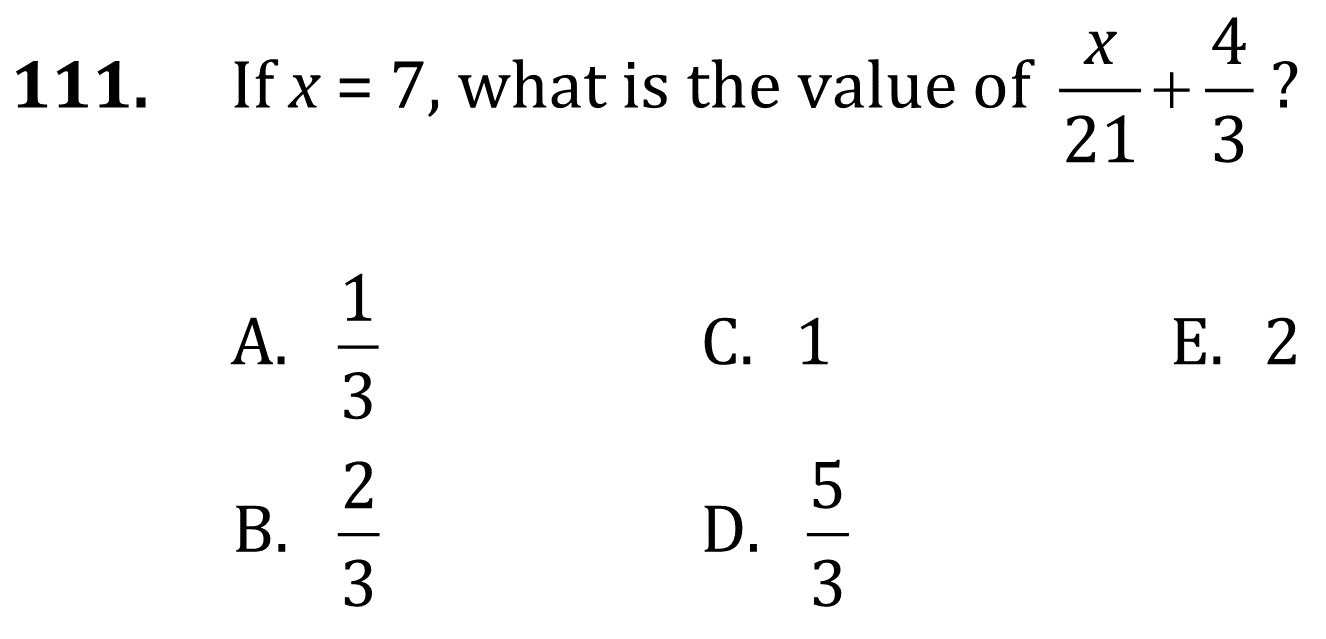 111. If x = 7, what is the value of x/21 + 4/3 ?
A. 1/3 C. 1 E. 2
B. 2/3 D. 5/3